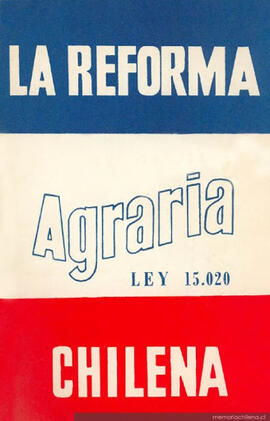 LA REFORMA
Agraria
LEY 15.020
CHILENA
memoriachilena.cl